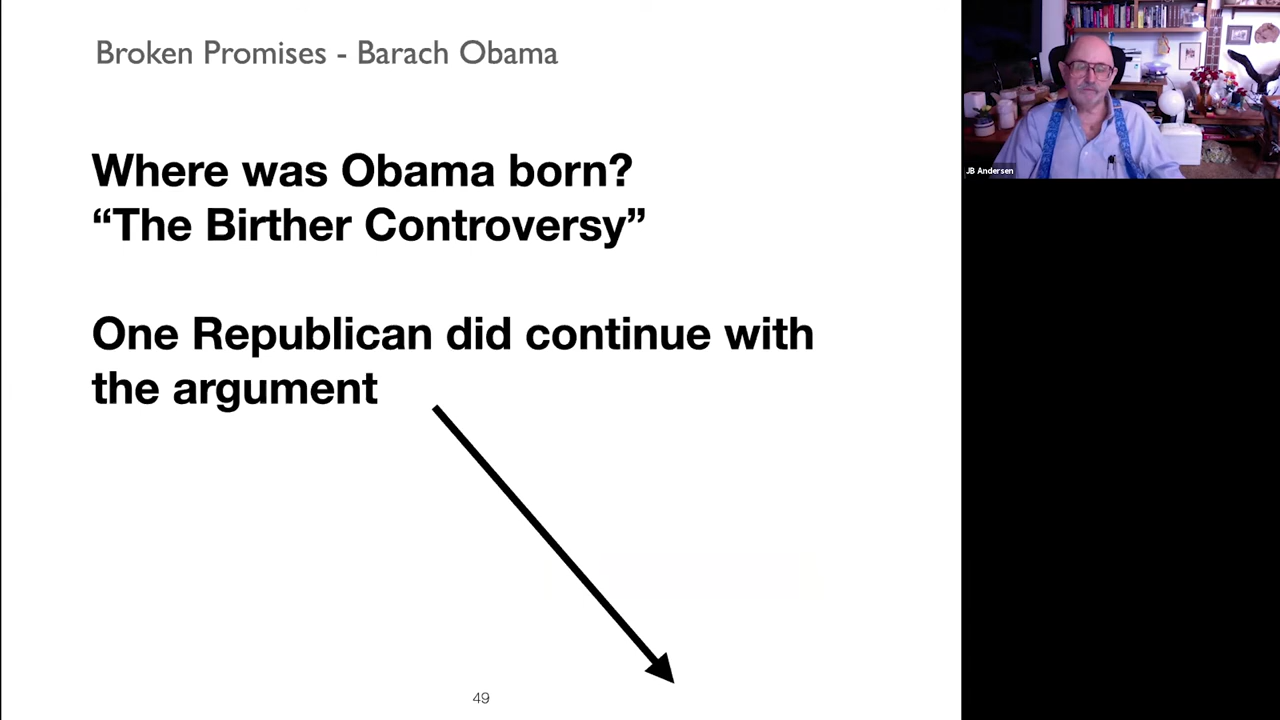 Broken Promises - Barach Obama
Where was Obama born?
“The Birther Controversy”
One Republican did continue with
the argument
49
JB Andersen